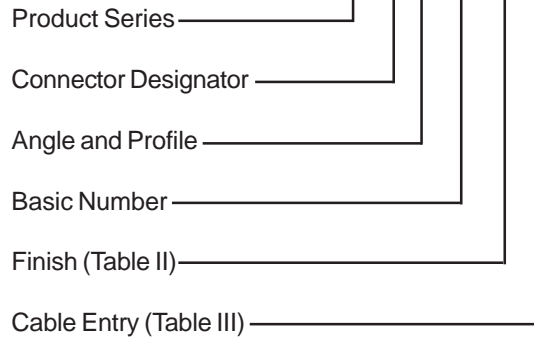 Product Series
Connector Designator
Angle and Profile
Basic Number
Finish (Table II)
Cable Entry (Table III)